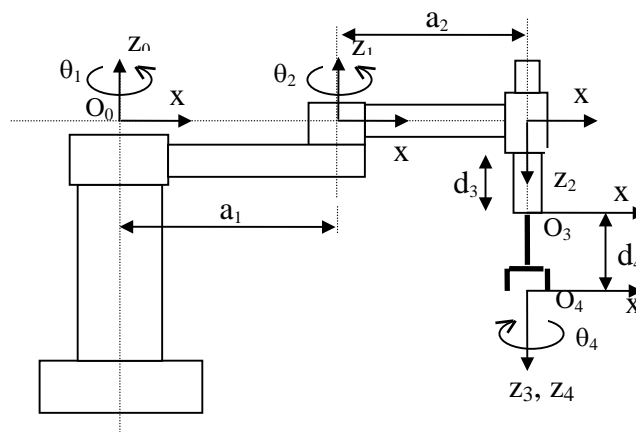 a₂
z₀
z₁
θ₁
θ₂
O₀
x
x
x
z₂
d₃
x
a₁
O₃
d₄
O₄
x
θ₄
z₃, z₄